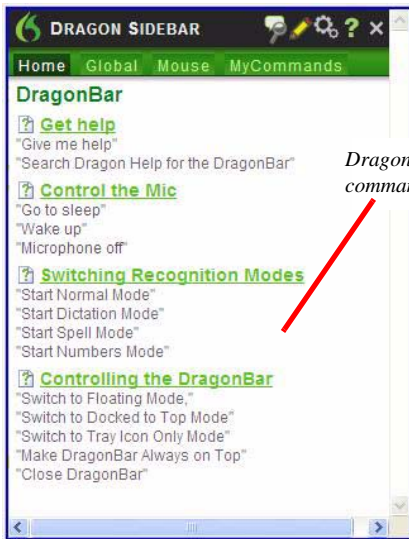 DRAGON SIDEBAR
Home Global Mouse MyCommands
DragonBar
Get help
"Give me help"
"Search Dragon Help for the DragonBar"
Control the Mic
"Go to sleep"
"Wake up"
"Microphone off"
Switching Recognition Modes
"Start Normal Mode"
"Start Dictation Mode"
"Start Spell Mode"
"Start Numbers Mode"
Controlling the DragonBar
"Switch to Floating Mode,"
"Switch to Docked to Top Mode"
"Switch to Tray Icon Only Mode"
"Make DragonBar Always on Top"
"Close DragonBar"
Dragon